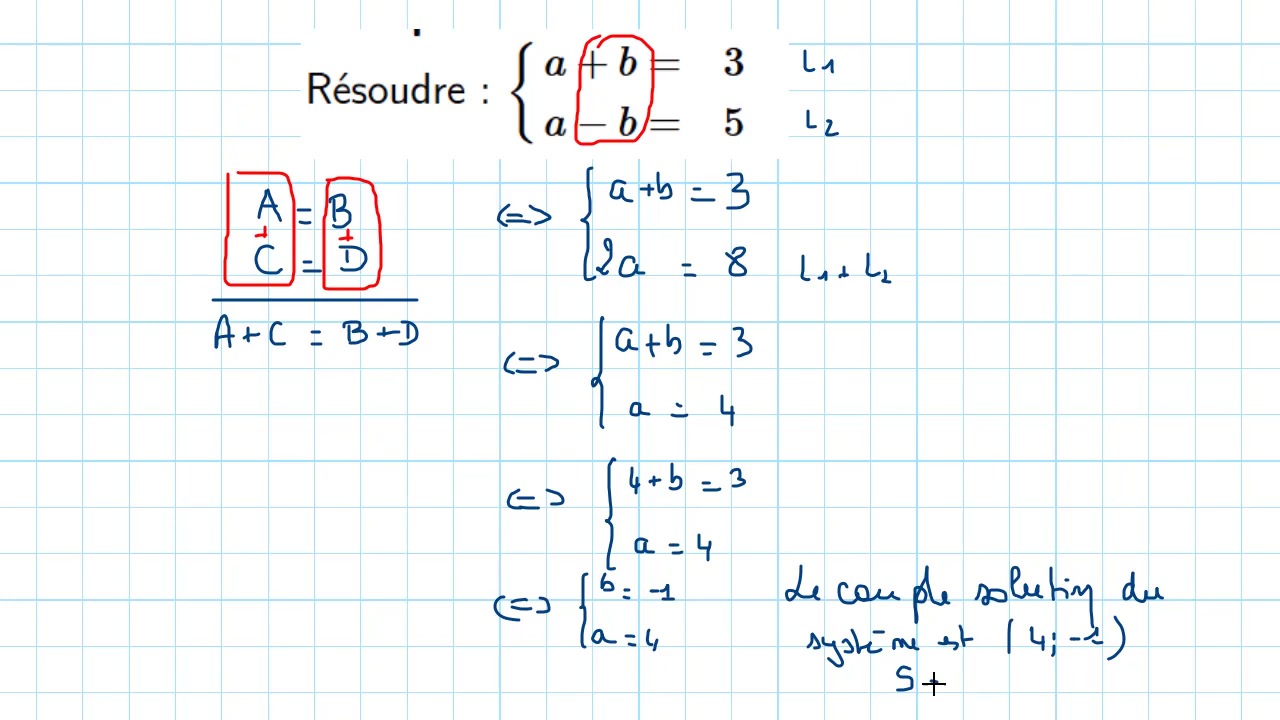 Résoudre : { a + b = 3 L1
a − b = 5 L2
A = B
+ +
C = D
A + C = B + D
<=> { a + b = 3
2a = 8 L1 + L2
<=> { a + b = 3
a = 4
<=> { 4 + b = 3
a = 4
<=> { b = -1
a = 4
Le couple solution du
système est (4; -1)
S